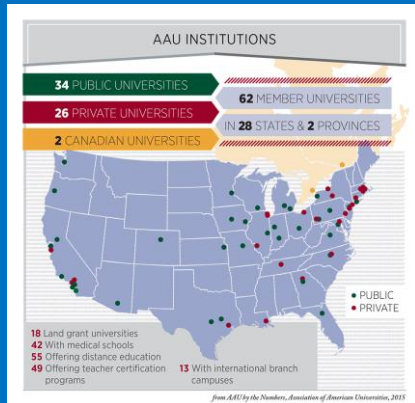 AAU INSTITUTIONS
34 PUBLIC UNIVERSITIES
62 MEMBER UNIVERSITIES
26 PRIVATE UNIVERSITIES
IN 28 STATES & 2 PROVINCES
2 CANADIAN UNIVERSITIES
PUBLIC
PRIVATE
18 Land grant universities
42 With medical schools
55 Offering distance education
49 Offering teacher certification
programs
13 With international branch
campuses
from AAU by the Numbers, Association of American Universities, 2015